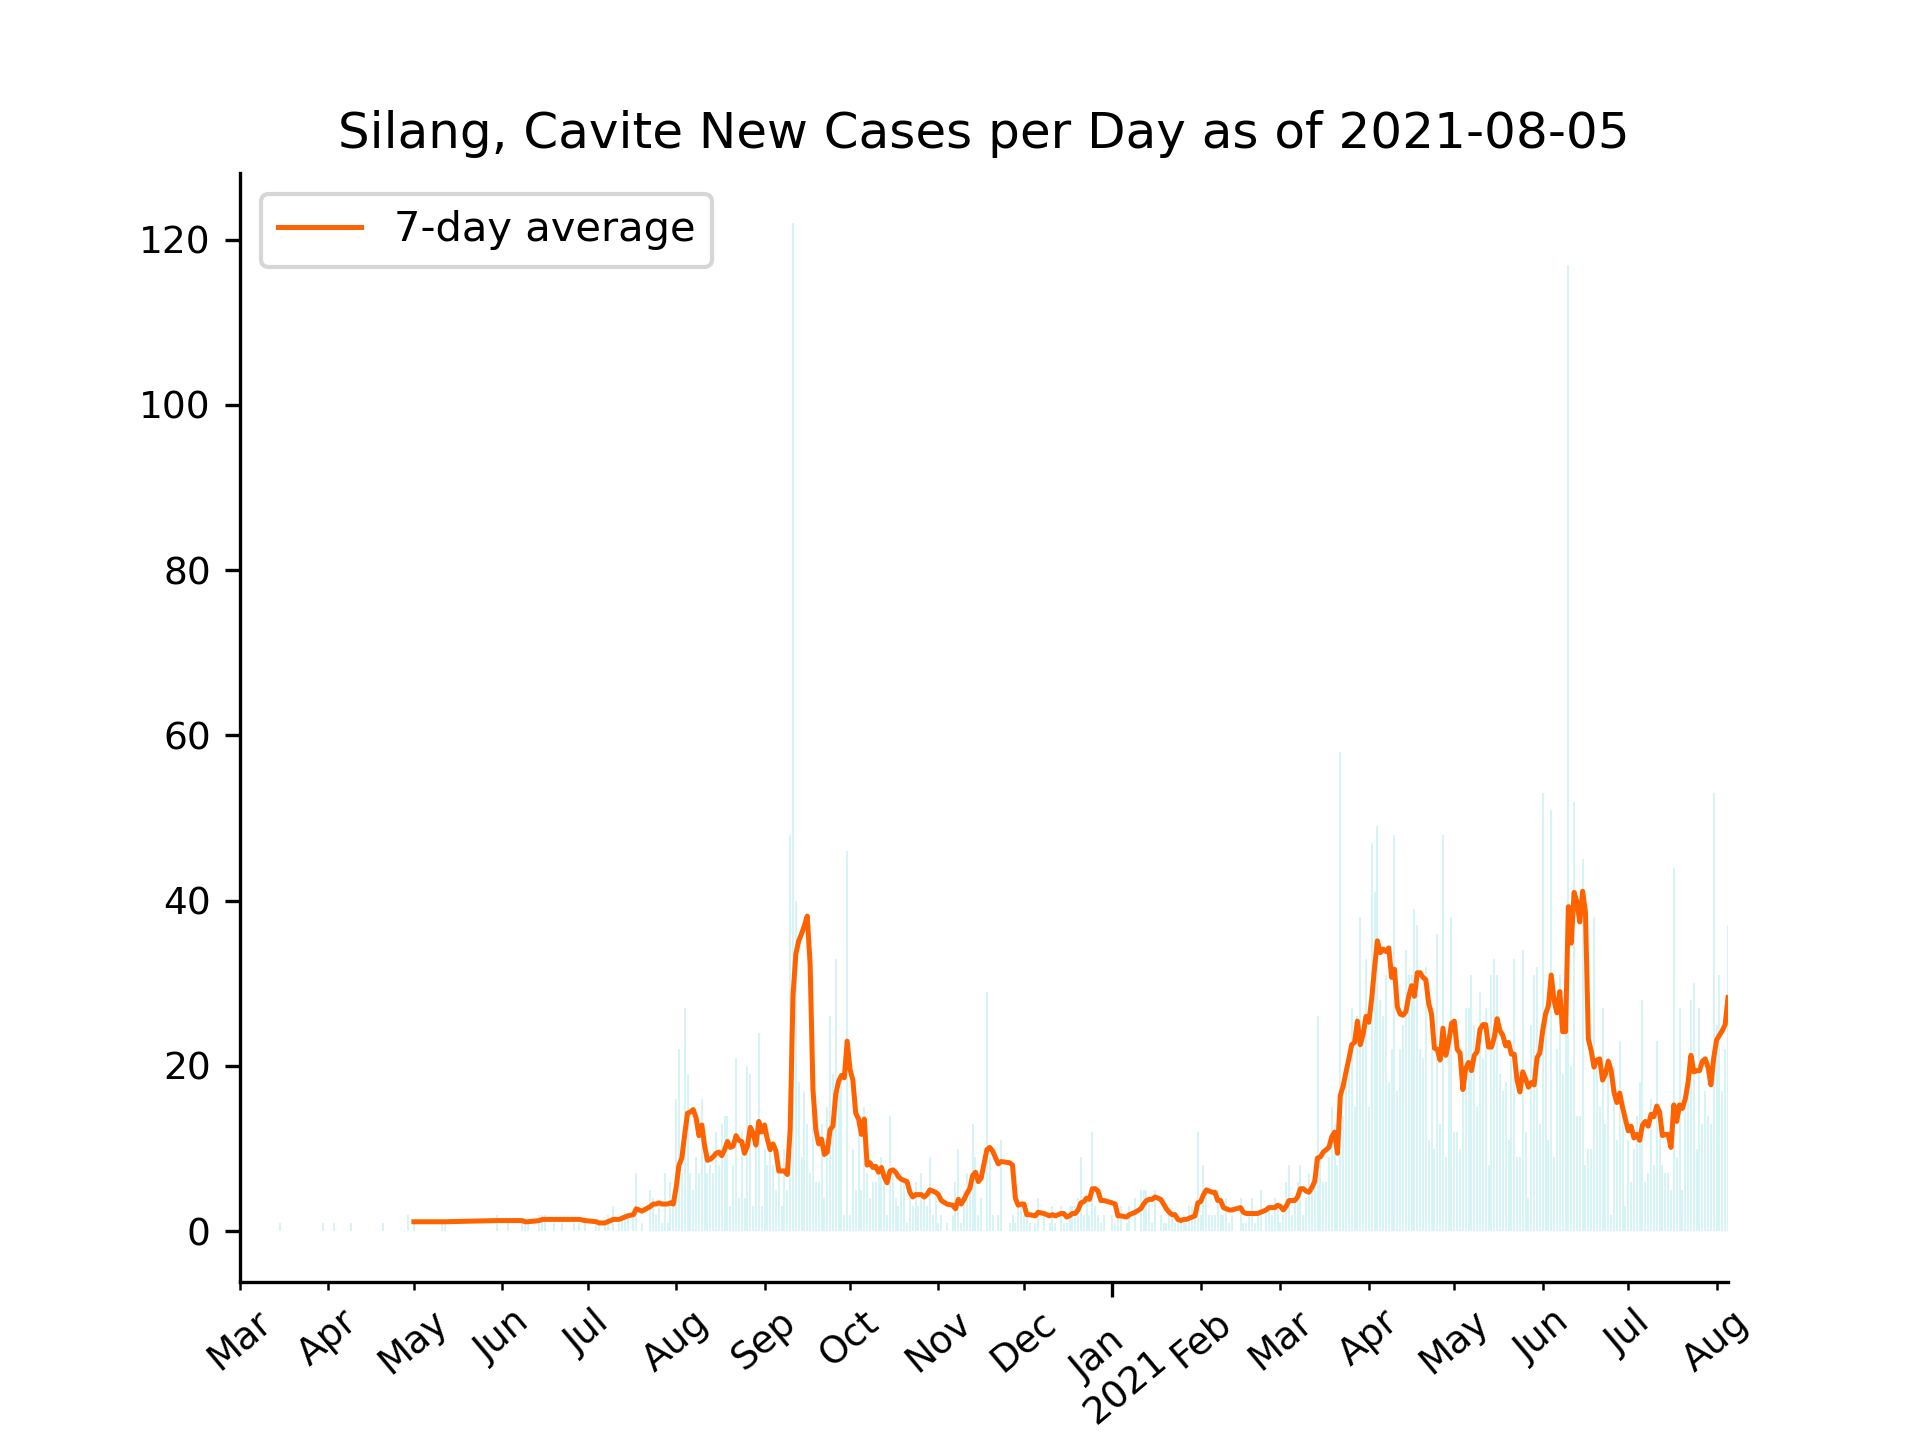 Silang, Cavite New Cases per Day as of 2021-08-05
7-day average
120
100
80
60
40
20
0
Mar Apr May Jun Jul Aug Sep Oct Nov Dec Jan Feb Mar Apr May Jun Jul Aug
2021